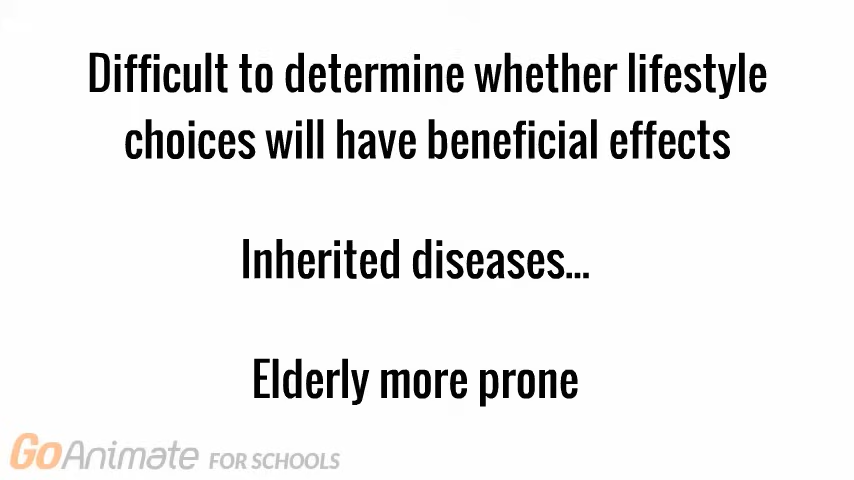 Difficult to determine whether lifestyle
choices will have beneficial effects
Inherited diseases...
Elderly more prone
GoAnimate FOR SCHOOLS